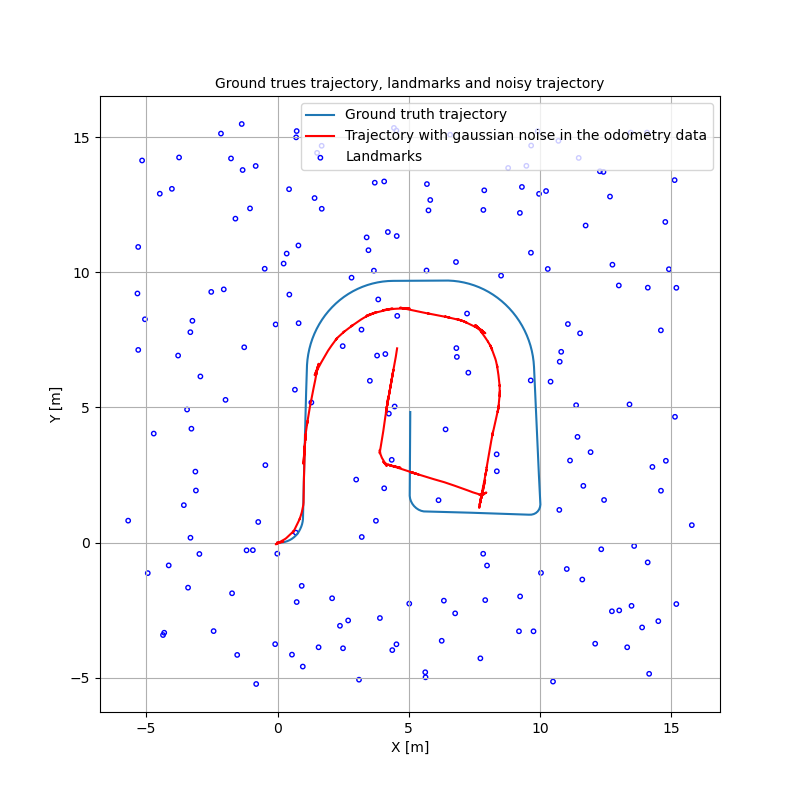 Ground trues trajectory, landmarks and noisy trajectory
Ground truth trajectory
Trajectory with gaussian noise in the odometry data
Landmarks
15
10
5
0
−5
Y [m]
−5 0 5 10 15
X [m]